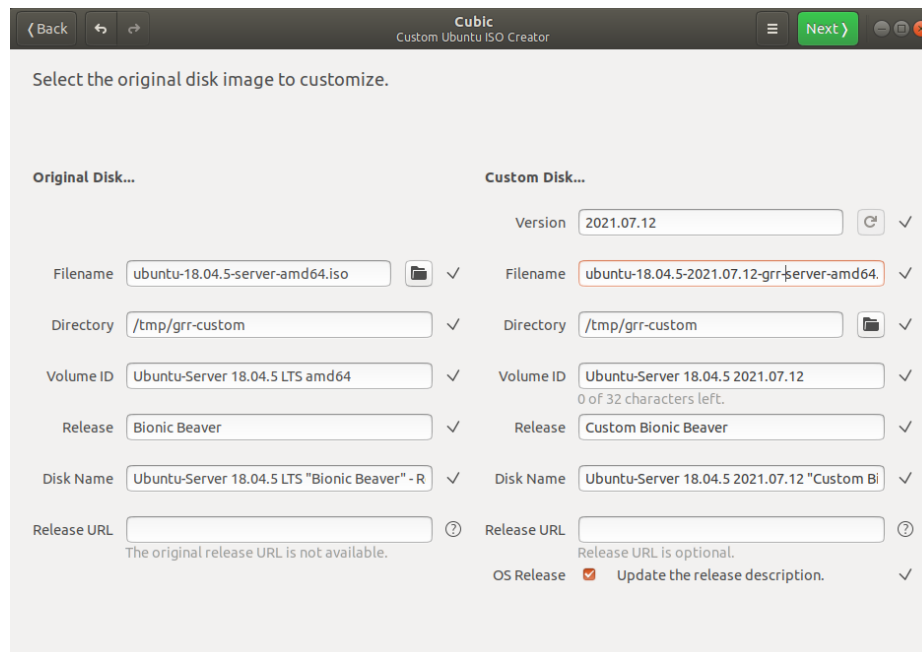 Back
Cubic
Custom Ubuntu ISO Creator
Next
Select the original disk image to customize.
Original Disk...
Custom Disk...
Version 2021.07.12
Filename ubuntu-18.04.5-server-amd64.iso
Filename ubuntu-18.04.5-2021.07.12-grr-server-amd64.
Directory /tmp/grr-custom
Directory /tmp/grr-custom
Volume ID Ubuntu-Server 18.04.5 LTS amd64
Volume ID Ubuntu-Server 18.04.5 2021.07.12
0 of 32 characters left.
Release Bionic Beaver
Release Custom Bionic Beaver
Disk Name Ubuntu-Server 18.04.5 LTS "Bionic Beaver" - R
Disk Name Ubuntu-Server 18.04.5 2021.07.12 "Custom Bi
Release URL
The original release URL is not available.
Release URL
Release URL is optional.
OS Release Update the release description.